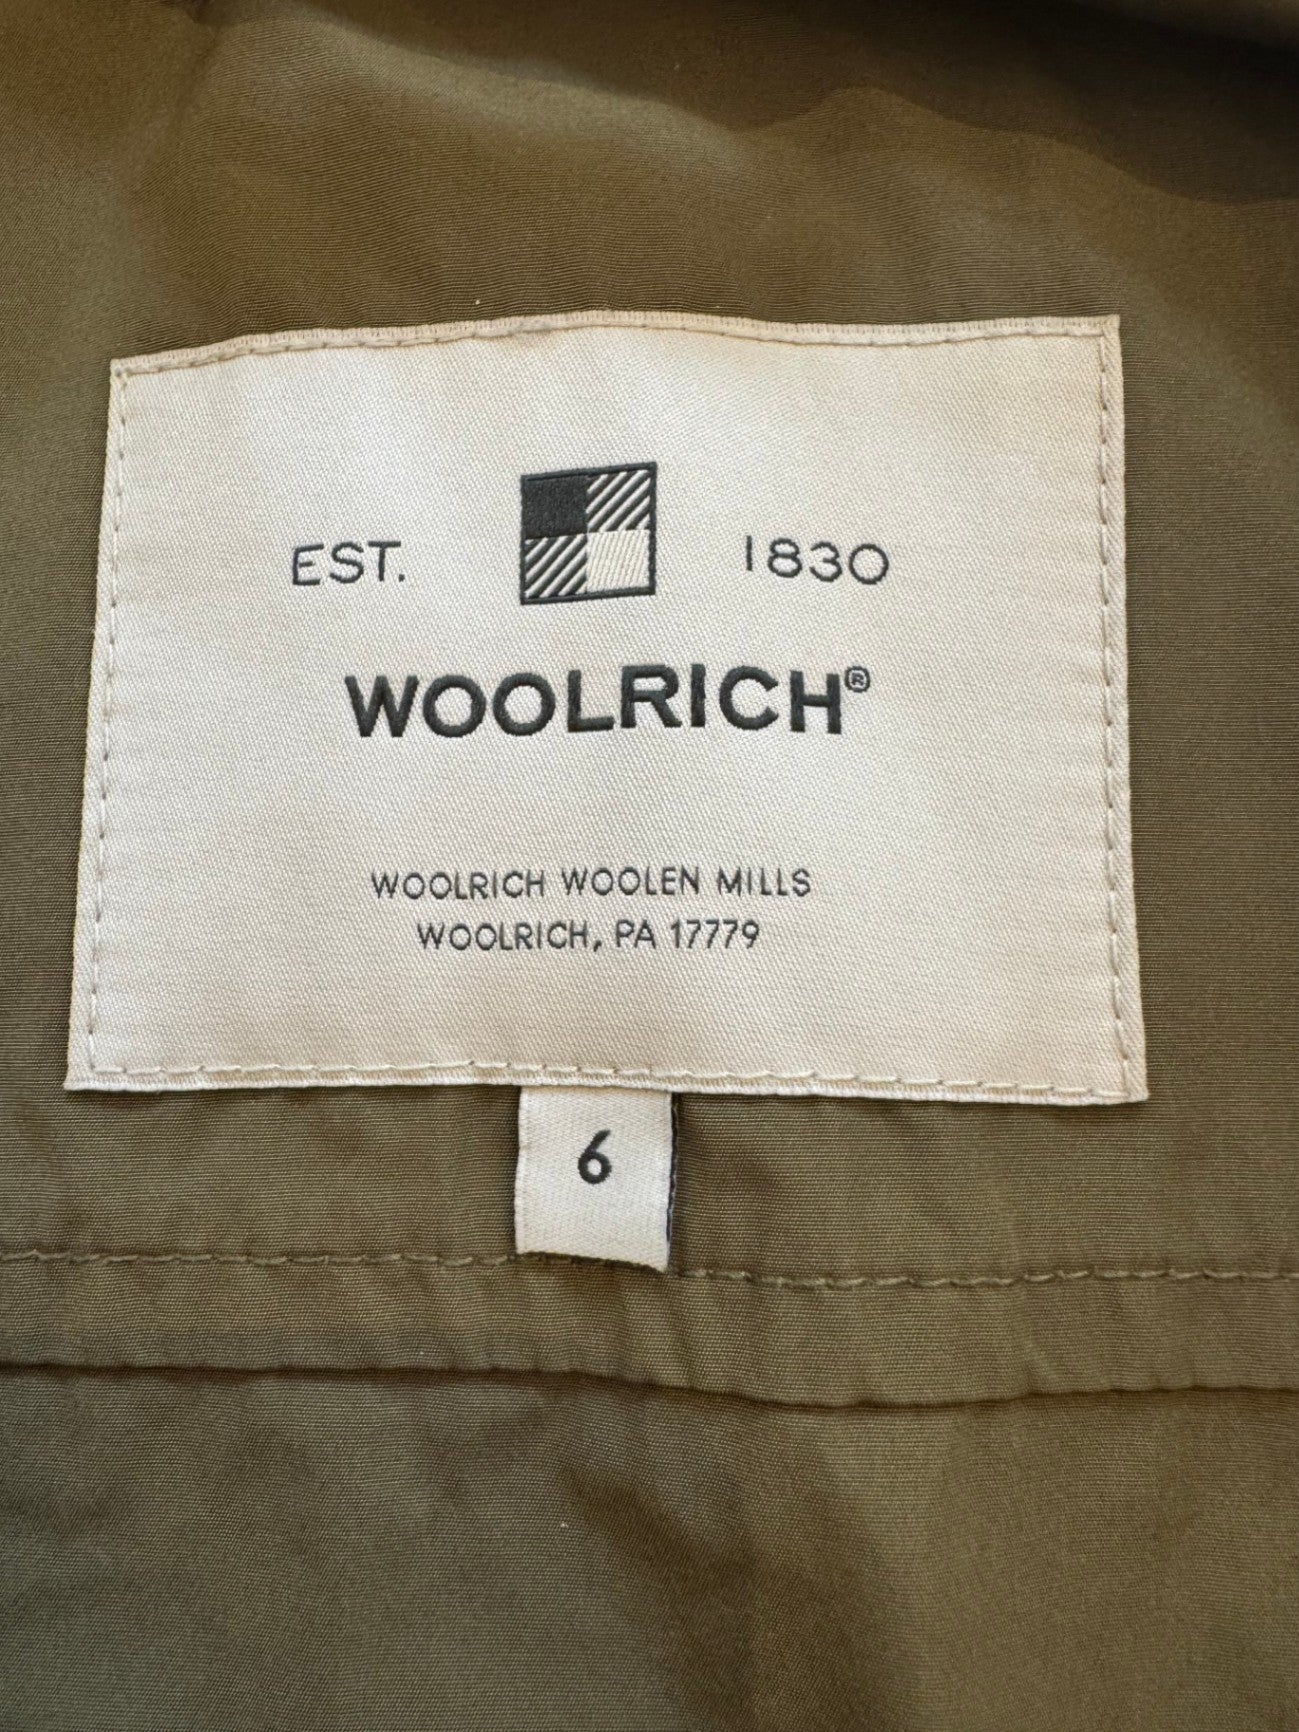 EST. 1830
WOOLRICH®
WOOLRICH WOOLEN MILLS
WOOLRICH, PA 17779
6